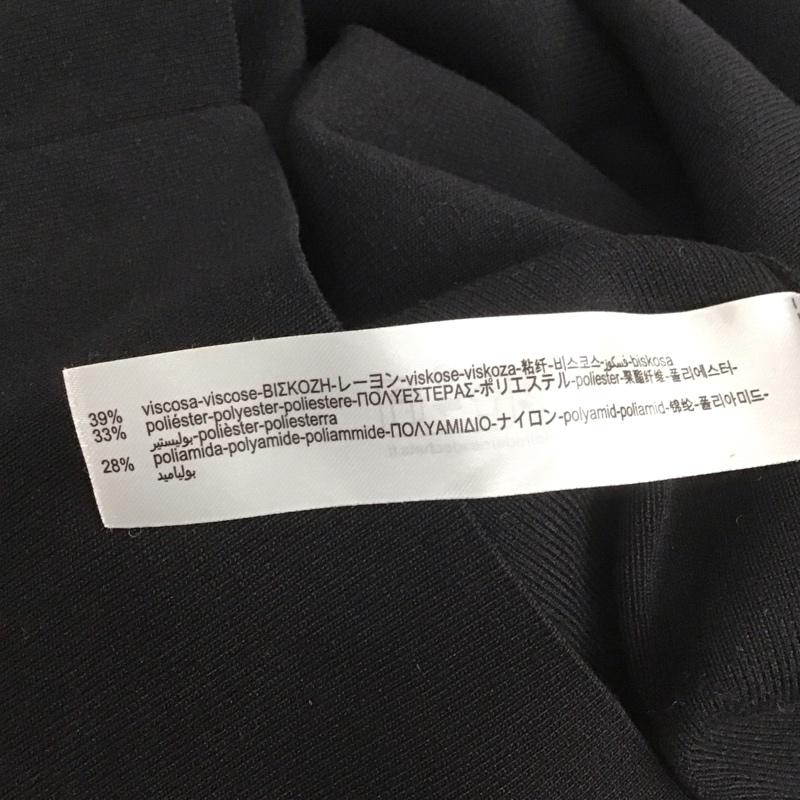 39% viscosa-viscose-ΒΙΣΚΟΖΗ-レーヨン-viskose-viskoza-粘纤-비스코스-فسكوز-biskosa
33% poliéster-polyester-poliestere-ΠΟΛΥΕΣΤΕΡΑΣ-ポリエステル-poliester-聚酯纤维-폴리에스터-
بوليستير-polièster-poliesterra
28% poliamida-polyamide-poliammide-ΠΟΛΥΑΜΙΔΙΟ-ナイロン-polyamid-poliamid-锦纶-폴리아미드-
بولياميد